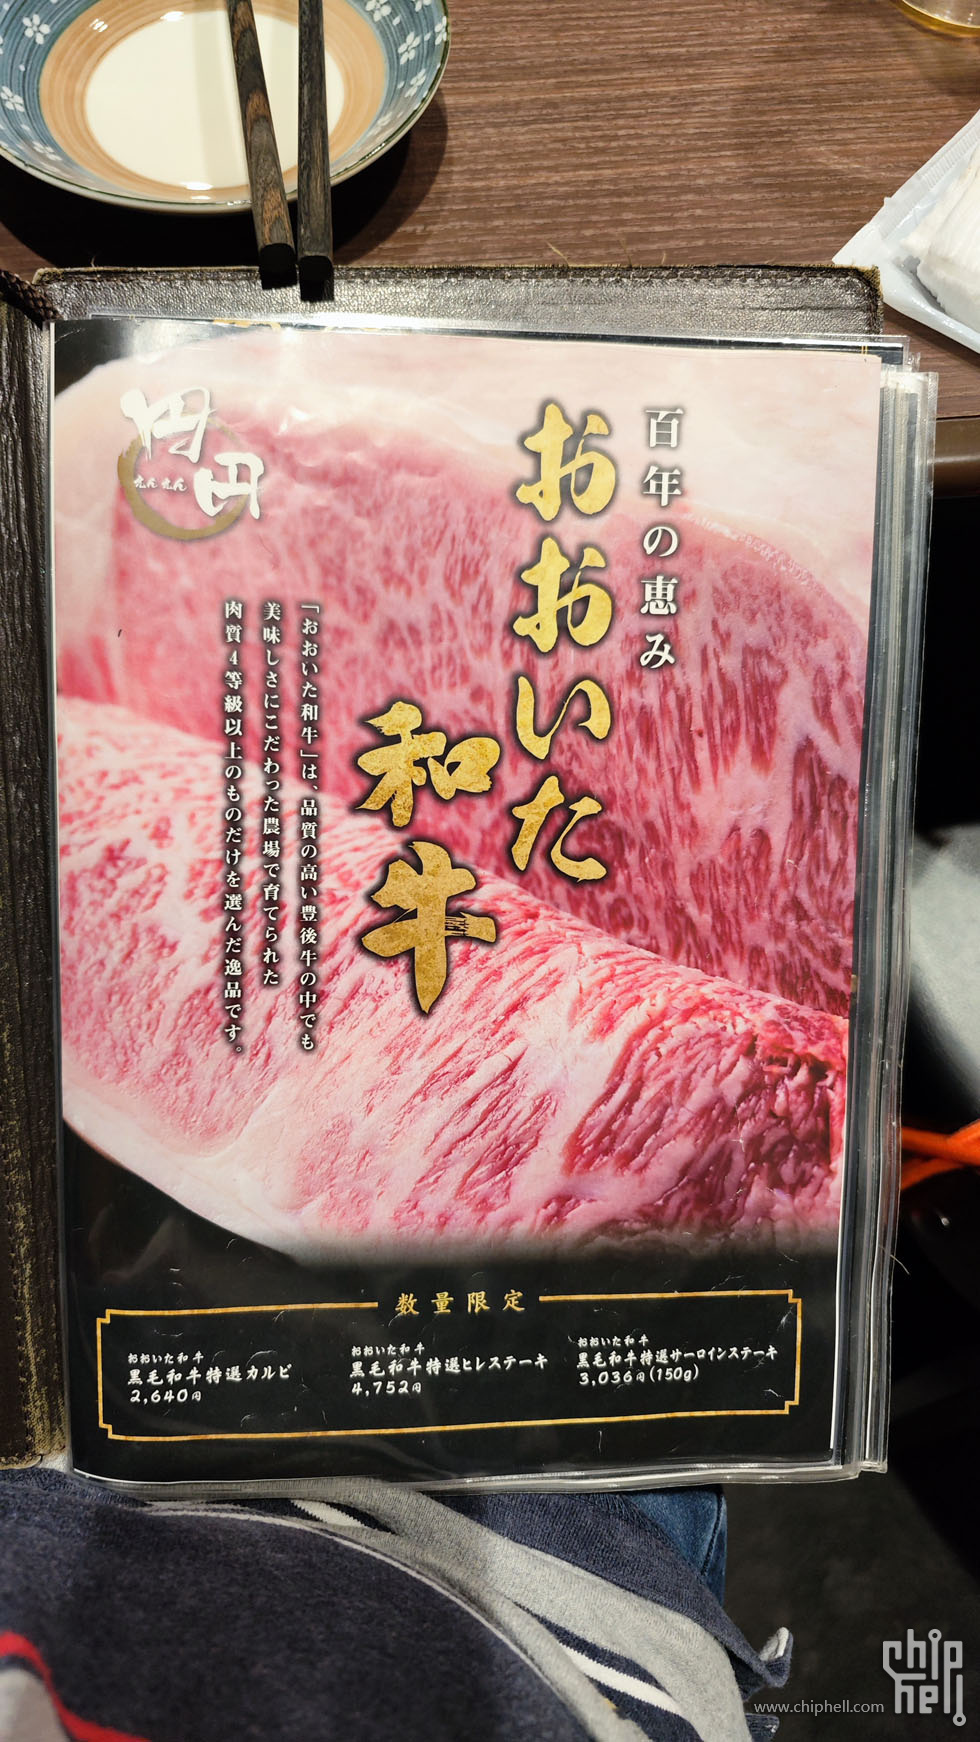 百年の恵み
おおいた
和牛
「おおいた和牛」は、品質の高い豊後牛の中でも
美味しさにこだわった農場で育てられた
肉質4等級以上のものだけを選んだ逸品です。
円
えんえん
円
数量限定
おおいた和牛
黒毛和牛特選カルビ
2,640円
おおいた和牛
黒毛和牛特選ヒレステーキ
4,752円
おおいた和牛
黒毛和牛特選サーロインステーキ
3,036円(150g)
chip
hell
www.chiphell.com